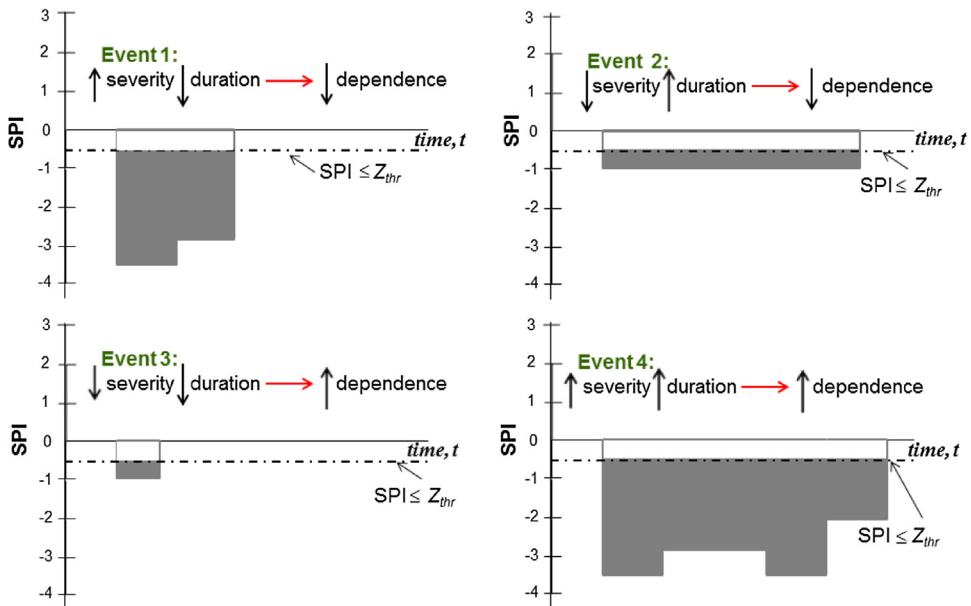 3
2
1
0
-1
-2
-3
-4
SPI
Event 1:
severity duration dependence
time, t
SPI ≤ Zthr
3
2
1
0
-1
-2
-3
-4
SPI
Event 2:
severity duration dependence
time, t
SPI ≤ Zthr
3
2
1
0
-1
-2
-3
-4
SPI
Event 3:
severity duration dependence
time, t
SPI ≤ Zthr
3
2
1
0
-1
-2
-3
-4
SPI
Event 4:
severity duration dependence
time, t
SPI ≤ Zthr